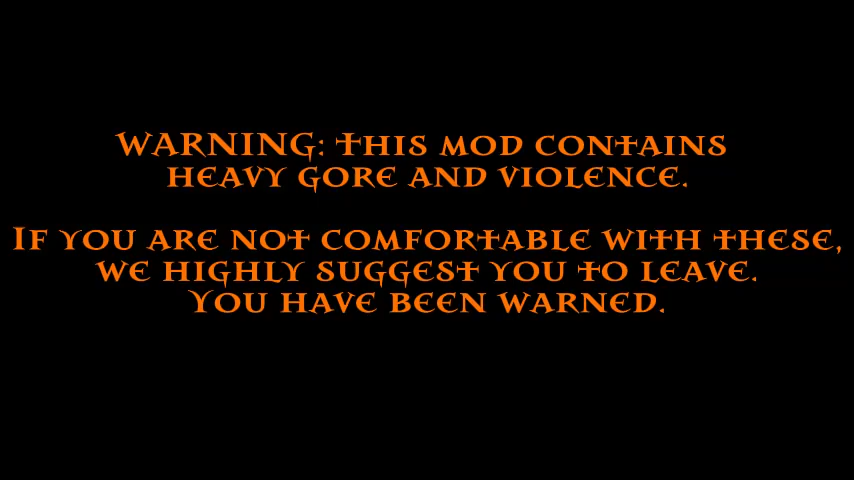 WARNING: This mod contains
heavy gore and violence.
If you are not comfortable with these,
we highly suggest you to leave.
You have been warned.